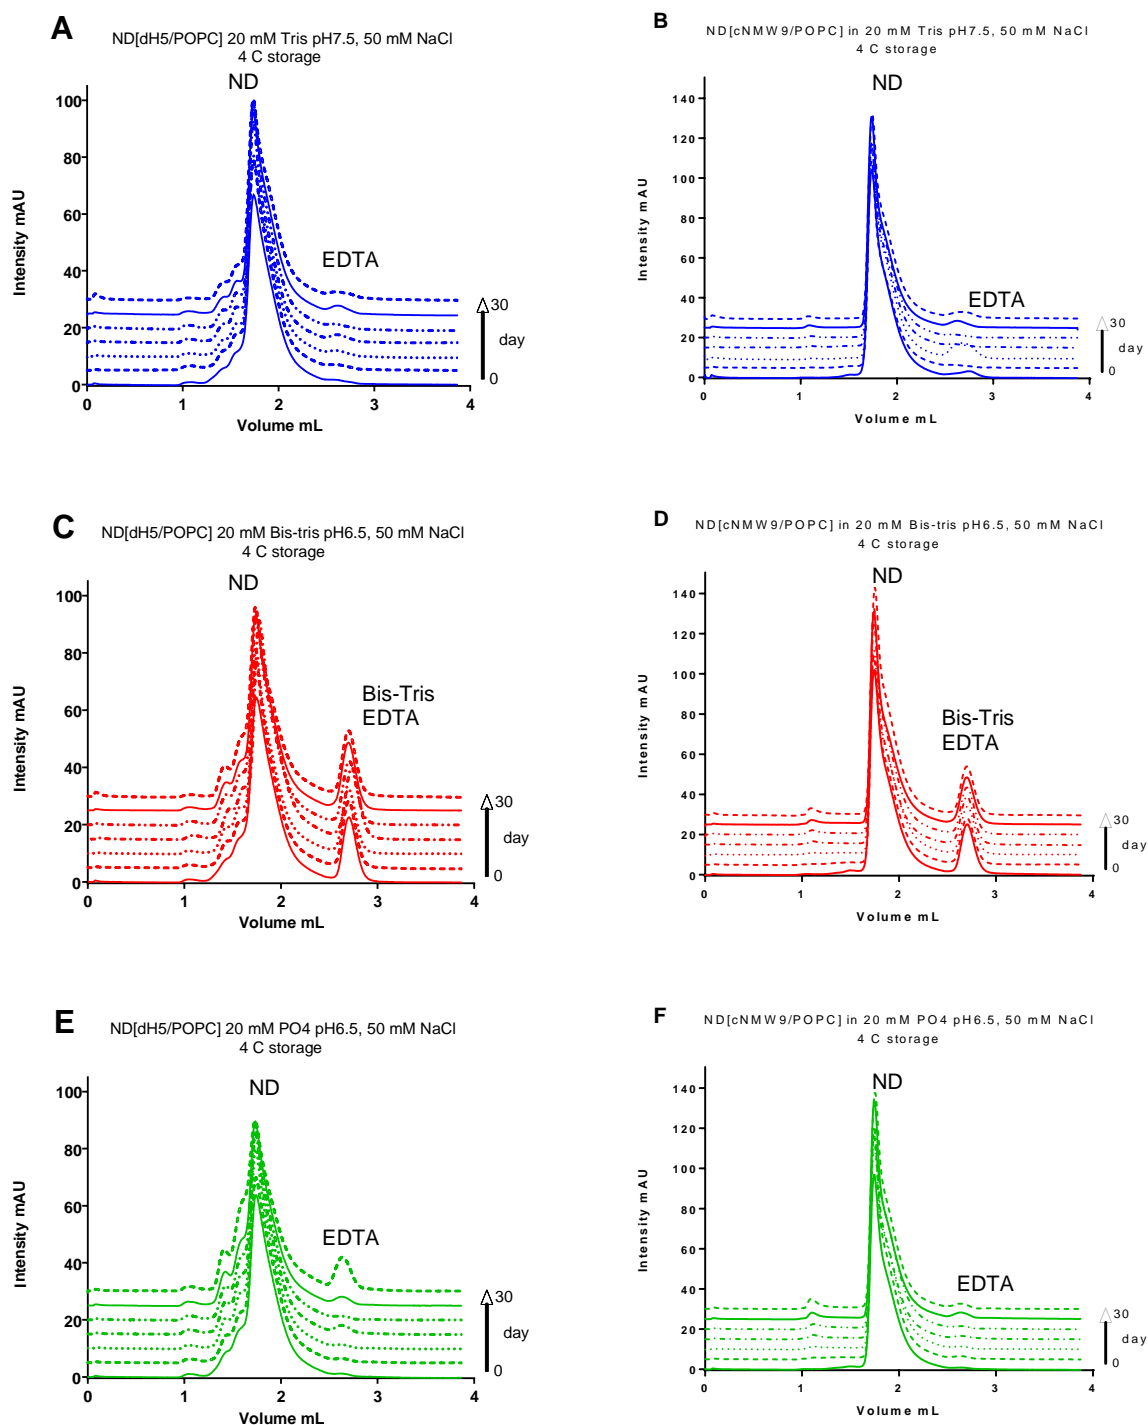 A
ND[dH5/POPC] 20 mM Tris pH7.5, 50 mM NaCl
4 C storage
ND
100
80
60
40
20
0
Intensity mAU
EDTA
30
day
0
0 1 2 3 4
Volume mL
B
ND[cNMW9/POPC] in 20 mM Tris pH7.5, 50 mM NaCl
4 C storage
ND
140
120
100
80
60
40
20
0
Intensity mAU
EDTA
30
day
0
0 1 2 3 4
Volume mL
C
ND[dH5/POPC] 20 mM Bis-tris pH6.5, 50 mM NaCl
4 C storage
ND
100
80
60
40
20
0
Intensity mAU
Bis-Tris
EDTA
30
day
0
0 1 2 3 4
Volume mL
D
ND[cNMW9/POPC] in 20 mM Bis-tris pH6.5, 50 mM NaCl
4 C storage
ND
140
120
100
80
60
40
20
0
Intensity mAU
Bis-Tris
EDTA
30
day
0
0 1 2 3 4
Volume mL
E
ND[dH5/POPC] 20 mM PO4 pH6.5, 50 mM NaCl
4 C storage
ND
100
80
60
40
20
0
Intensity mAU
EDTA
30
day
0
0 1 2 3 4
Volume mL
F
ND[cNMW9/POPC] in 20 mM PO4 pH6.5, 50 mM NaCl
4 C storage
ND
140
120
100
80
60
40
20
0
Intensity mAU
EDTA
30
day
0
0 1 2 3 4
Volume mL